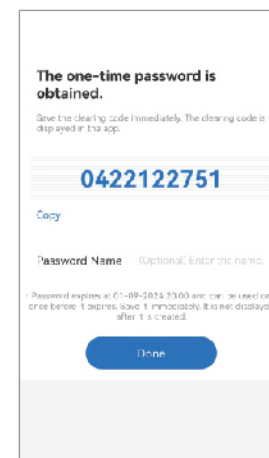 The one-time password is
obtained.
Save the clearing code immediately. The clearing code is
displayed in the app.
0422122751
Copy
Password Name (Optional) Enter the name.
Password expires at 01-09-2024 20:00 and can be used
once before it expires. Save it immediately. It is not
after it is created.
Done